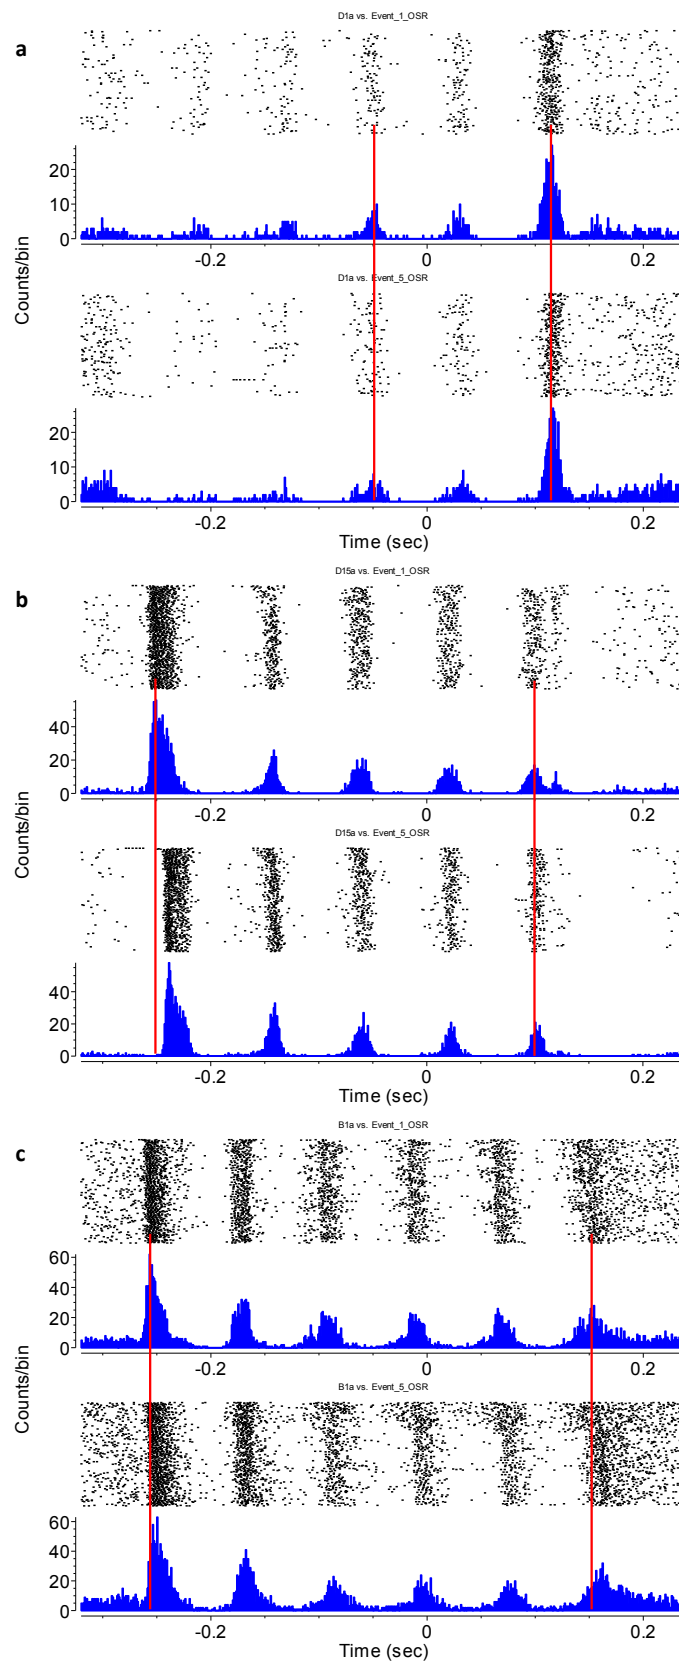 a
D1a vs. Event_1_OSR
20
10
0
-0.2 0 0.2
D1a vs. Event_5_OSR
Counts/bin
20
10
0
-0.2 0 0.2
Time (sec)
b
D15a vs. Event_1_OSR
40
20
0
-0.2 0 0.2
D15a vs. Event_5_OSR
Counts/bin
40
20
0
-0.2 0 0.2
Time (sec)
c
B1a vs. Event_1_OSR
60
40
20
0
-0.2 0 0.2
B1a vs. Event_5_OSR
Counts/bin
60
40
20
0
-0.2 0 0.2
Time (sec)